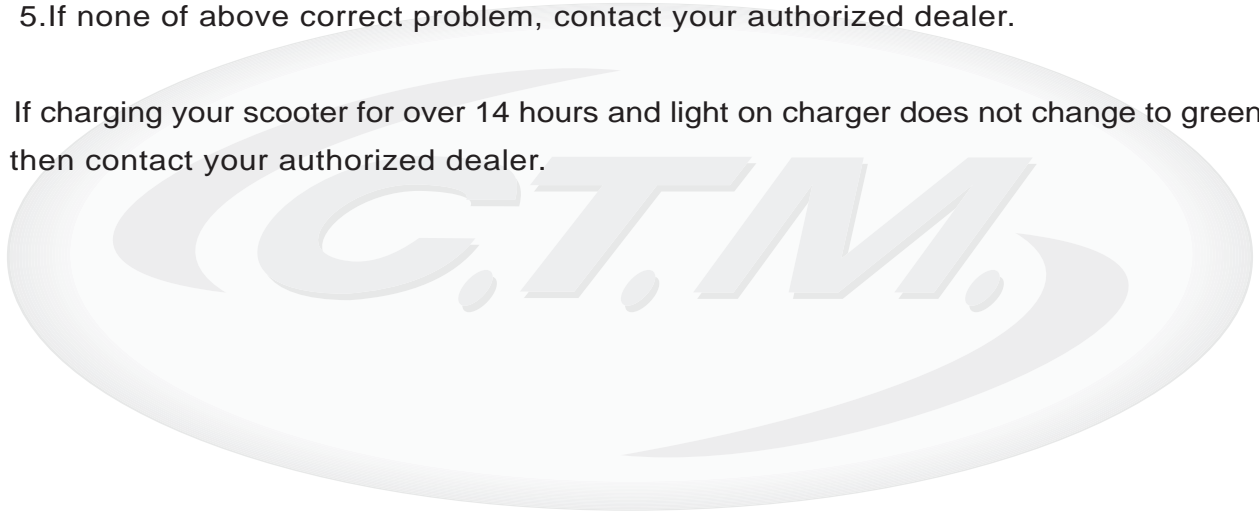 5.If none of above correct problem, contact your authorized dealer.
If charging your scooter for over 14 hours and light on charger does not change to green
then contact your authorized dealer.
C.T.M.